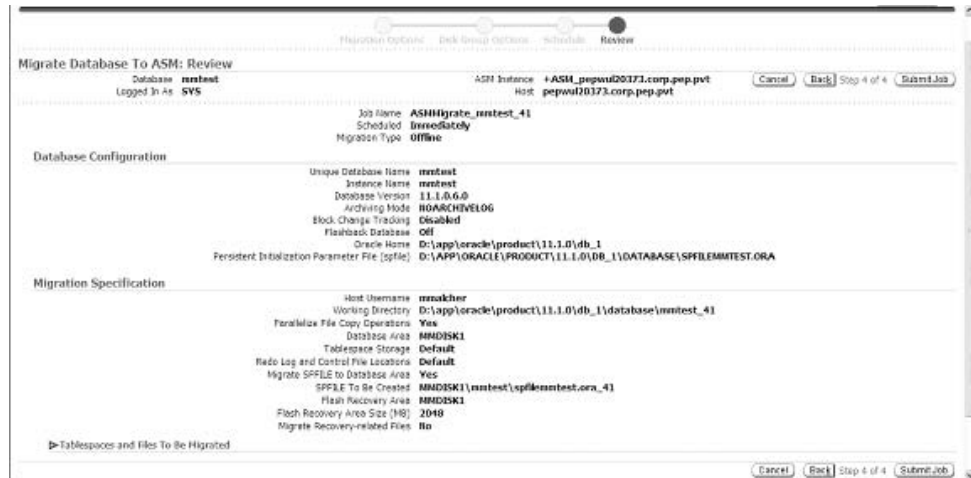 Migration Options Disk Group Options Schedule Review
Migrate Database To ASM: Review
Database mmtest ASM Instance +ASM_pepwul20373.corp.pep.pvt Cancel Back Step 4 of 4 Submit Job
Logged In As SYS Host pepwul20373.corp.pep.pvt
Job Name ASMMigrate_mmtest_41
Scheduled Immediately
Migration Type Offline
Database Configuration
Unique Database Name mmtest
Instance Name mmtest
Database Version 11.1.0.6.0
Archiving Mode NOARCHIVELOG
Block Change Tracking Disabled
Flashback Database Off
Oracle Home D:\app\oracle\product\11.1.0\db_1
Persistent Initialization Parameter File (spfile) D:\APP\ORACLE\PRODUCT\11.1.0\DB_1\DATABASE\SPFILEMMTEST.ORA
Migration Specification
Host Username mmalcher
Working Directory D:\app\oracle\product\11.1.0\db_1\database\mmtest_41
Parallelize File Copy Operations Yes
Database Area MMDISK1
Tablespace Storage Default
Redo Log and Control File Locations Default
Migrate SPFILE to Database Area Yes
SPFILE To Be Created MMDISK1\mmtest\spfilemmtest.ora_41
Flash Recovery Area MMDISK1
Flash Recovery Area Size (MB) 2048
Migrate Recovery-related Files No
Tablespaces and Files To Be Migrated
Cancel Back Step 4 of 4 Submit Job